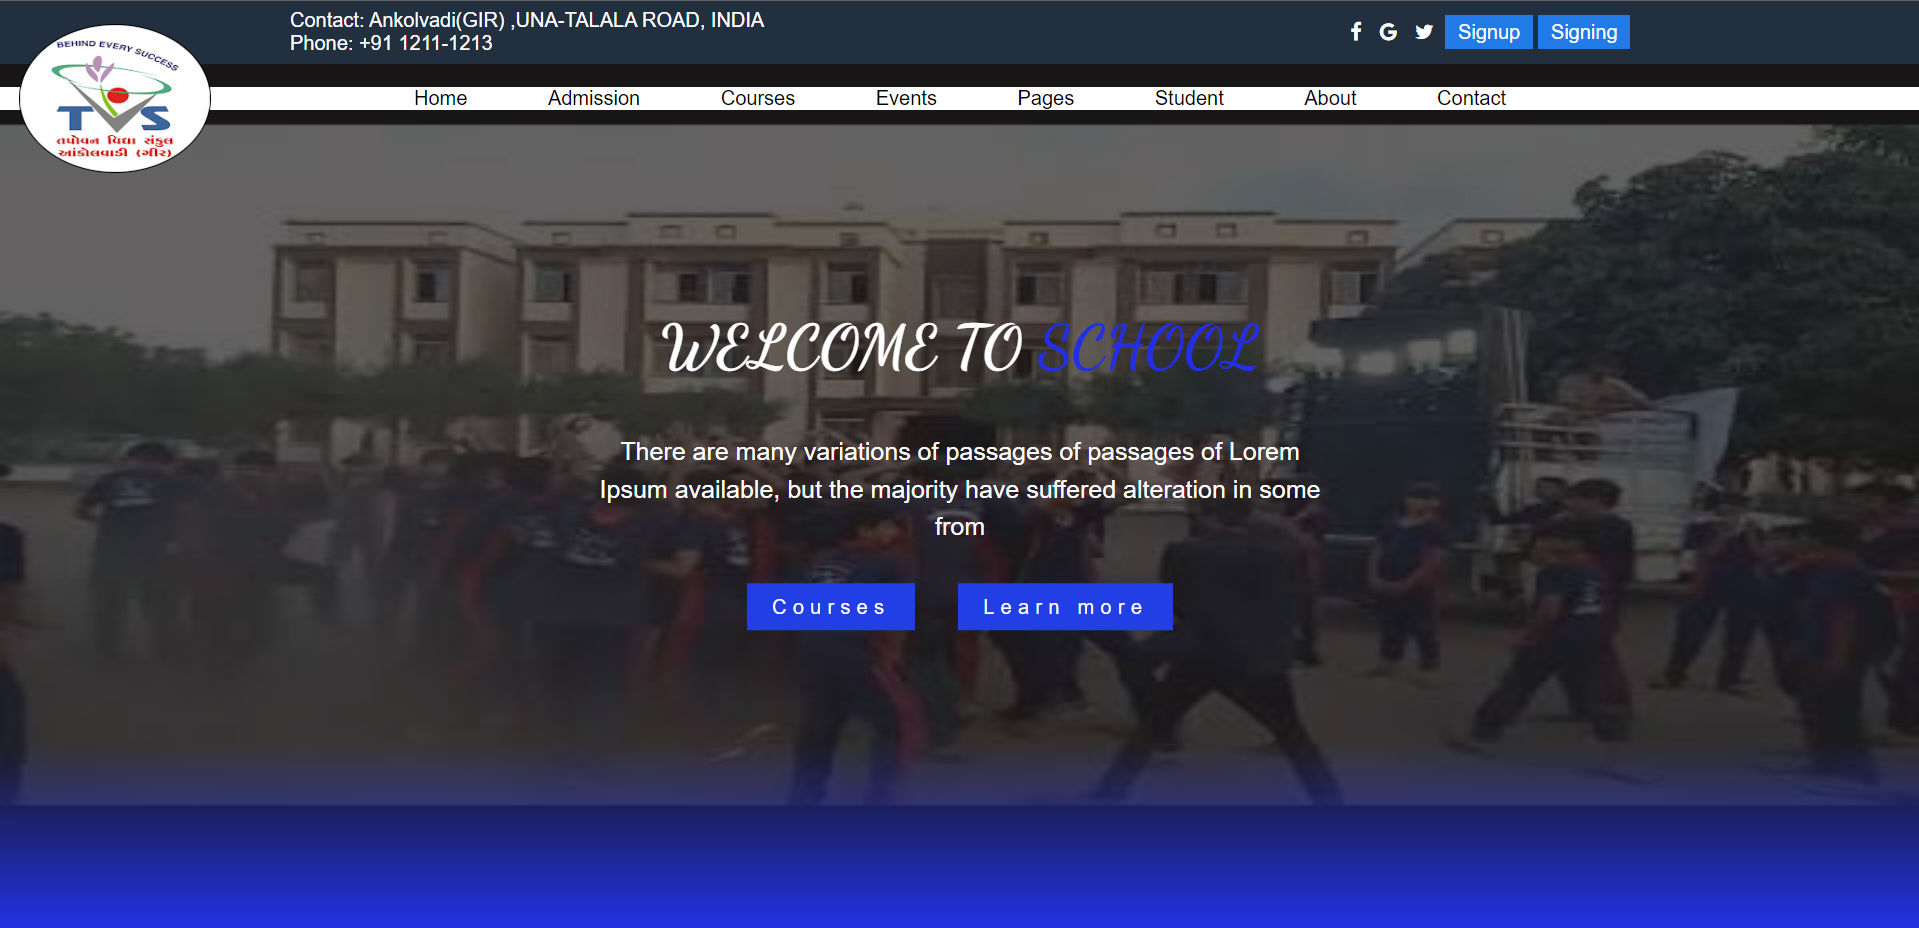 Contact: Ankolvadi(GIR) ,UNA-TALALA ROAD, INDIA
Phone: +91 1211-1213
Signup
Signing
BEHIND EVERY SUCCESS
TVS
તપોવન વિદ્યા સંકુલ
આંકોલવાડી (ગીર)
Home Admission Courses Events Pages Student About Contact
WELCOME TO SCHOOL
There are many variations of passages of passages of Lorem
Ipsum available, but the majority have suffered alteration in some
from
Courses
Learn more